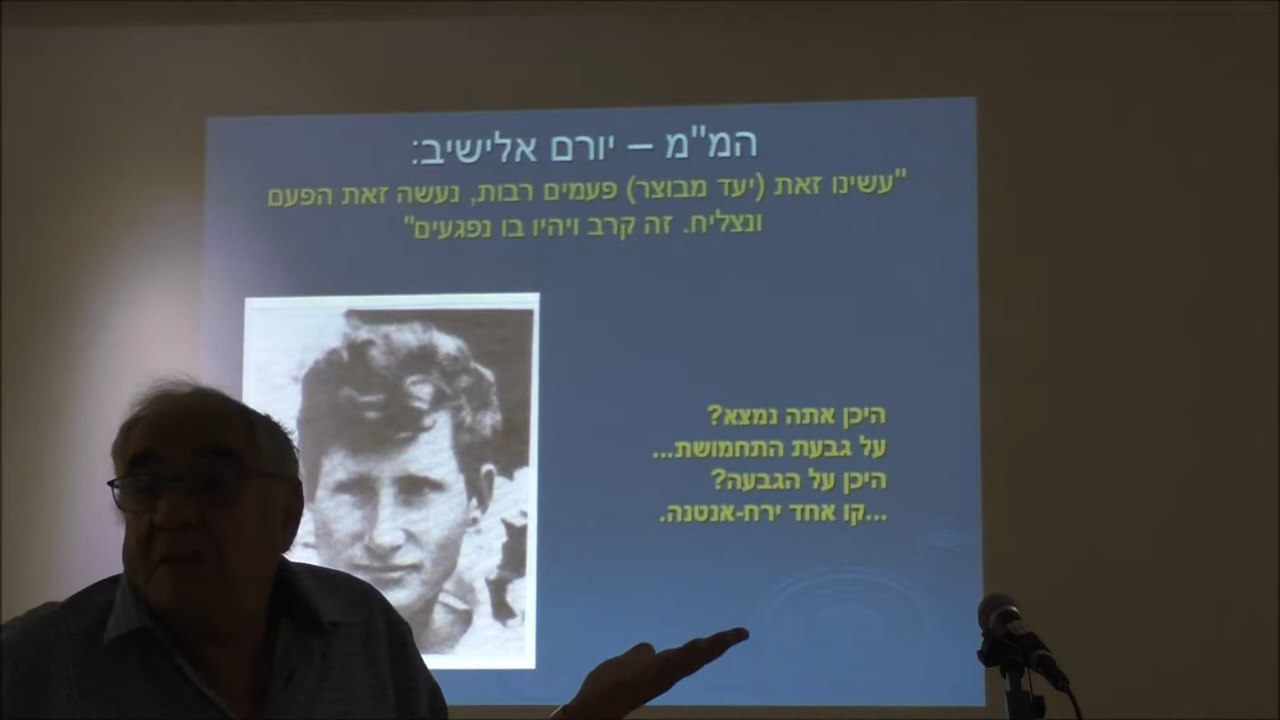 המ"מ – יורם אלישיב:
"עשינו זאת (יעד מבוצר) פעמים רבות, נעשה זאת הפעם
ונצליח. זה קרב ויהיו בו נפגעים"
היכן אתה נמצא?
על גבעת התחמושת...
היכן על הגבעה?
...קו אחד ירח-אנטנה.